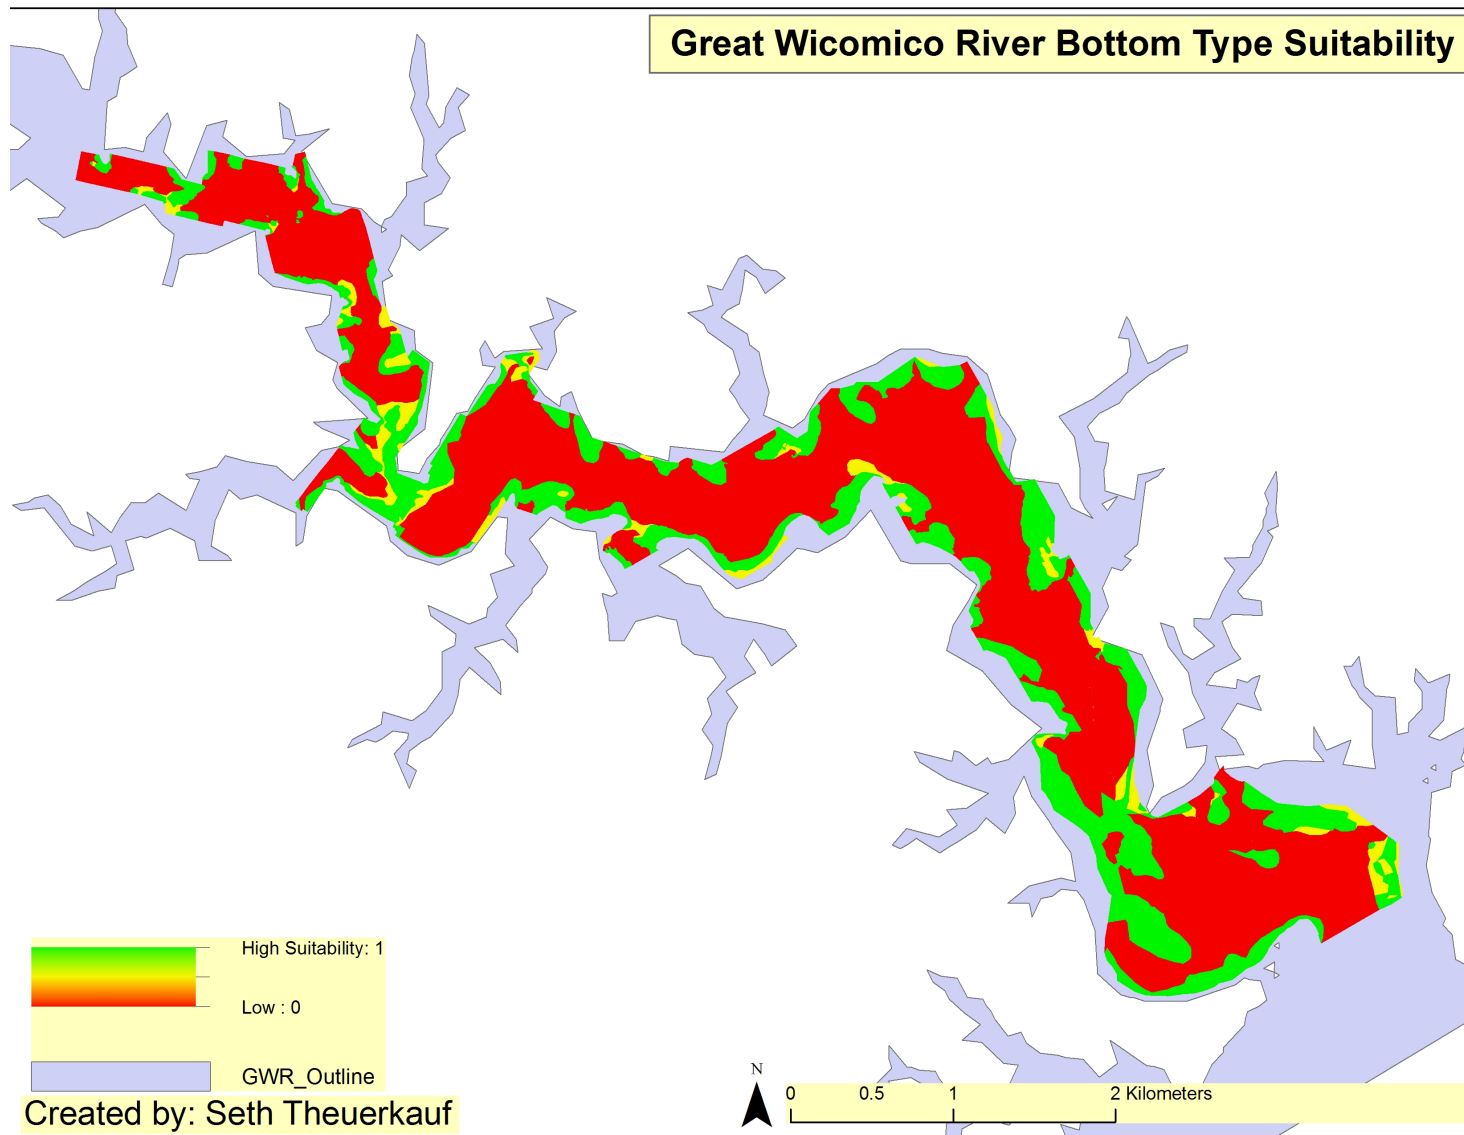 Great Wicomico River Bottom Type Suitability
High Suitability: 1
Low : 0
GWR_Outline
Created by: Seth Theuerkauf
N
0 0.5 1 2 Kilometers